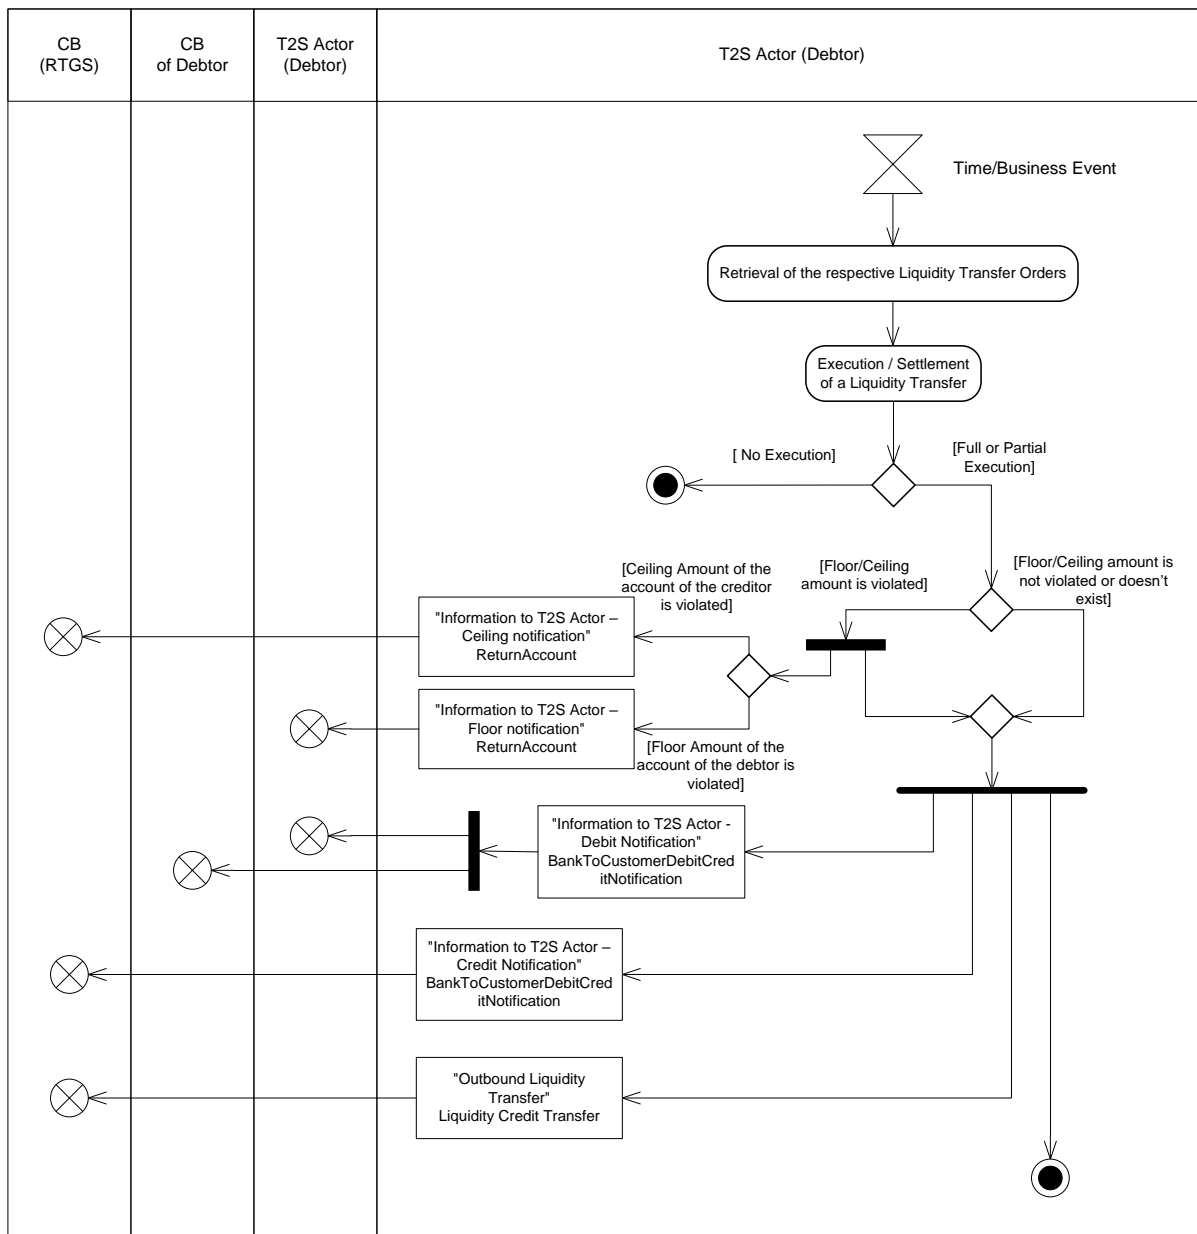 CB
(RTGS)
CB
of Debtor
T2S Actor
(Debtor)
T2S Actor (Debtor)
Time/Business Event
Retrieval of the respective Liquidity Transfer Orders
Execution / Settlement
of a Liquidity Transfer
[ No Execution]
[Full or Partial
Execution]
[Ceiling Amount of the
account of the creditor
is violated]
[Floor/Ceiling
amount is violated]
[Floor/Ceiling amount is
not violated or doesn't
exist]
"Information to T2S Actor –
Ceiling notification"
ReturnAccount
"Information to T2S Actor –
Floor notification"
ReturnAccount
[Floor Amount of the
account of the debtor is
violated]
"Information to T2S Actor -
Debit Notification"
BankToCustomerDebitCred
itNotification
"Information to T2S Actor –
Credit Notification"
BankToCustomerDebitCred
itNotification
"Outbound Liquidity
Transfer"
Liquidity Credit Transfer